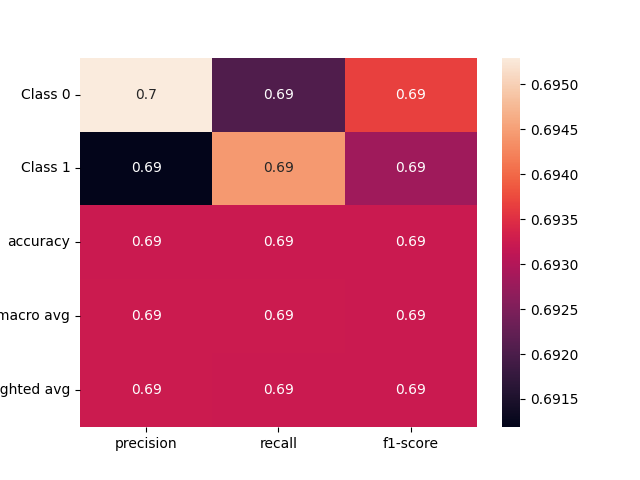 Class 0 0.7 0.69 0.69
Class 1 0.69 0.69 0.69
accuracy 0.69 0.69 0.69
macro avg 0.69 0.69 0.69
ghted avg 0.69 0.69 0.69
precision recall f1-score
0.6950
0.6945
0.6940
0.6935
0.6930
0.6925
0.6920
0.6915